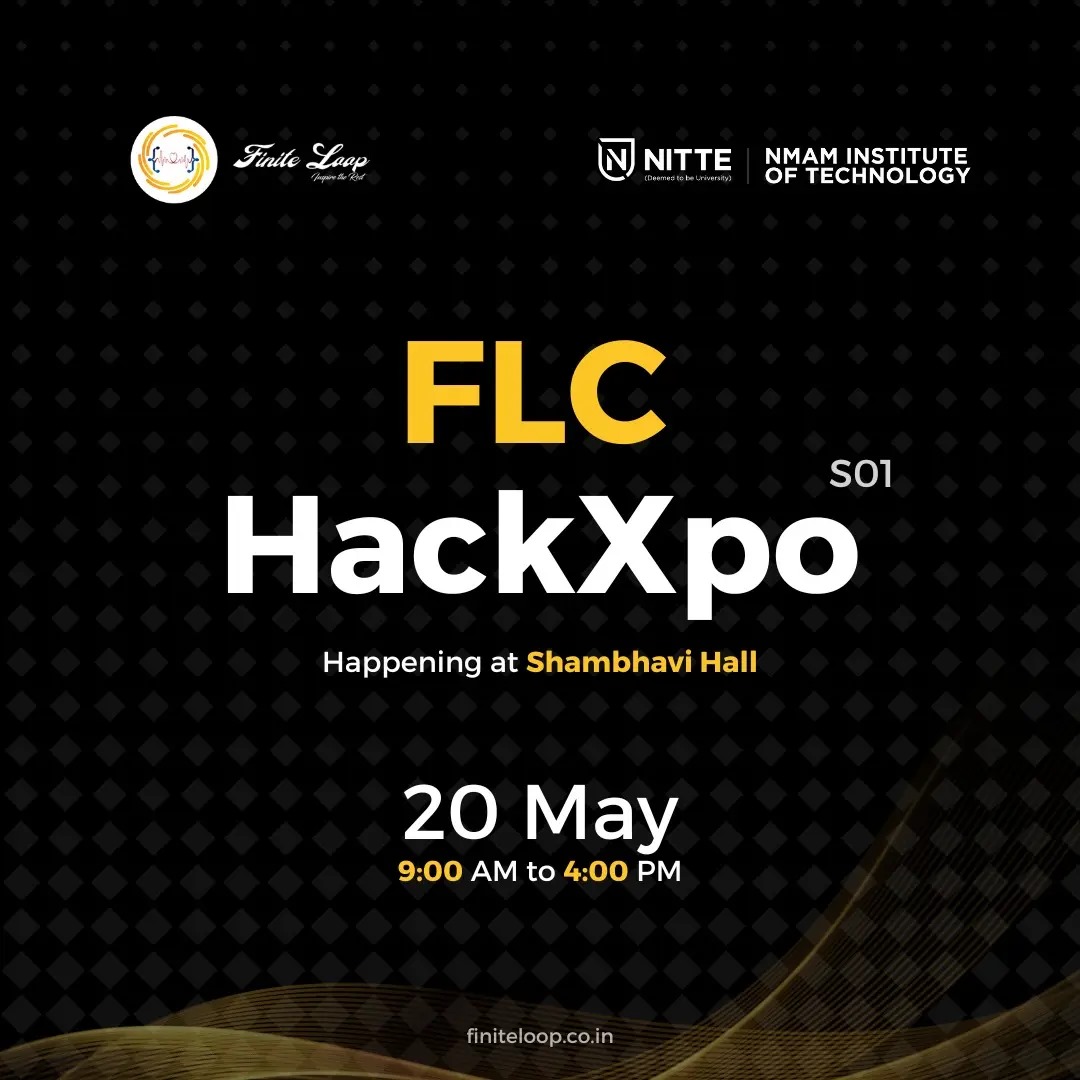 Finite Loop
Inspire the Rest
N NITTE
(Deemed to be University)
NMAM INSTITUTE
OF TECHNOLOGY
FLC
S01
HackXpo
Happening at Shambhavi Hall
20 May
9:00 AM to 4:00 PM
finiteloop.co.in